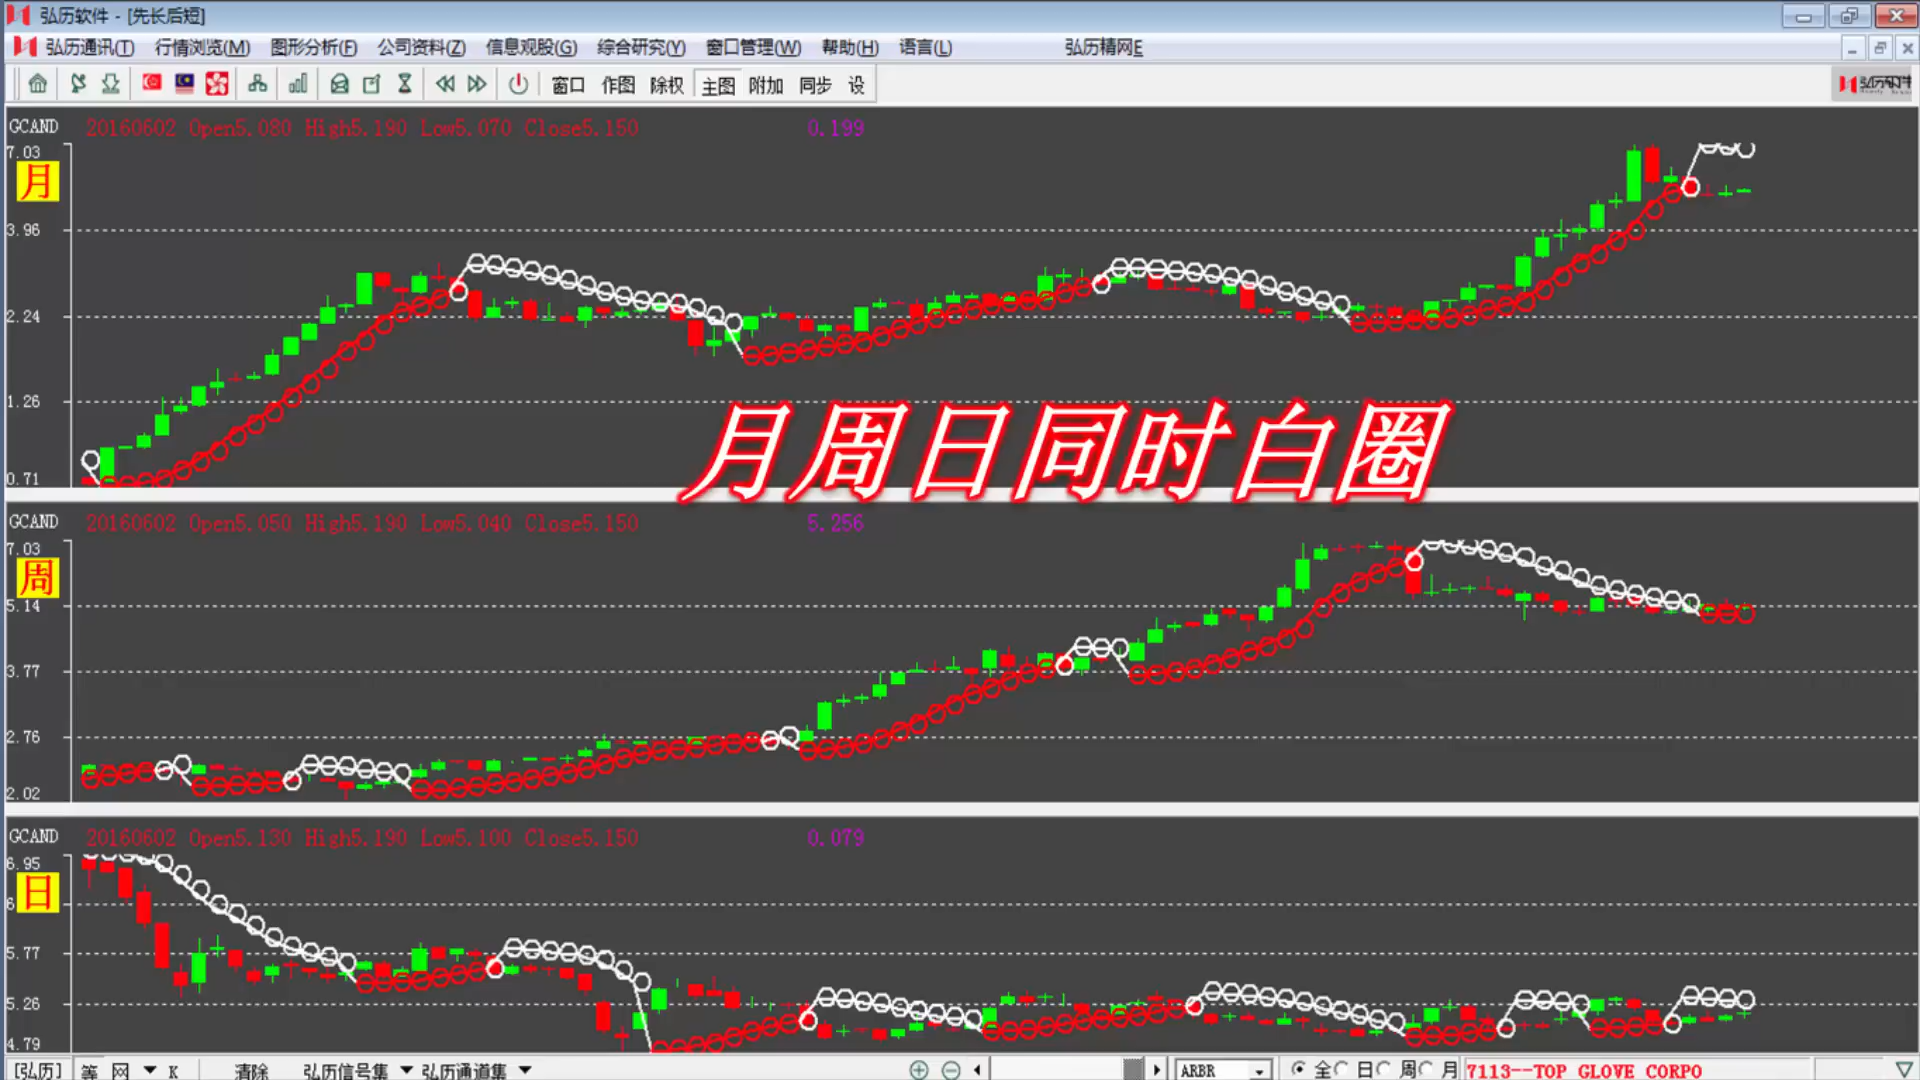 弘历软件 - [先长后短]
弘历通讯(T) 行情浏览(M) 图形分析(F) 公司资料(Z) 信息观股(G) 综合研究(Y) 窗口管理(W) 帮助(H) 语言(L) 弘历精网E
窗口 作图 除权 主图 附加 同步 设
弘历软件
GCAND 20160602 Open5.080 High5.190 Low5.070 Close5.150 0.199
7.03
月
3.96
2.24
1.26
0.71
月周日同时白圈
GCAND 20160602 Open5.050 High5.190 Low5.040 Close5.150 5.256
7.03
周
5.14
3.77
2.76
2.02
GCAND 20160602 Open5.130 High5.190 Low5.100 Close5.150 0.079
6.95
日
6
5.77
5.26
4.79
[弘历] 筹 网 K 清除 弘历信号集 弘历通道集 ARBR 全 日 周 月 7113--TOP GLOVE CORPO